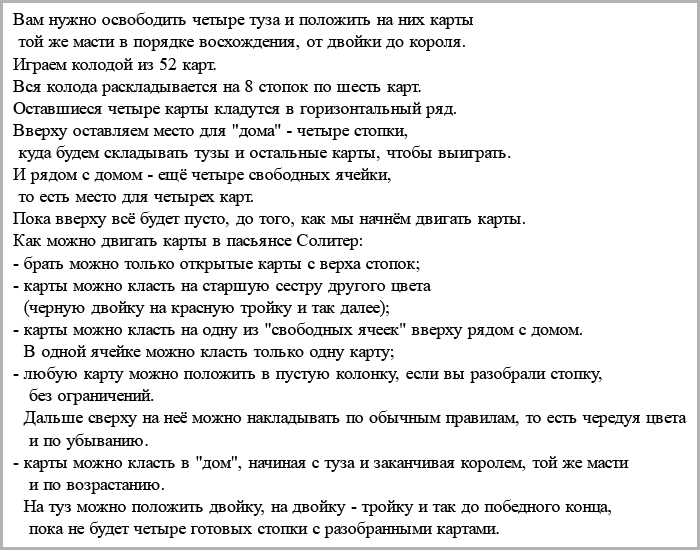 Вам нужно освободить четыре туза и положить на них карты
той же масти в порядке восхождения, от двойки до короля.
Играем колодой из 52 карт.
Вся колода раскладывается на 8 стопок по шесть карт.
Оставшиеся четыре карты кладутся в горизонтальный ряд.
Вверху оставляем место для "дома" - четыре стопки,
куда будем складывать тузы и остальные карты, чтобы выиграть.
И рядом с домом - ещё четыре свободных ячейки,
то есть место для четырех карт.
Пока вверху всё будет пусто, до того, как мы начнём двигать карты.
Как можно двигать карты в пасьянсе Солитер:
- брать можно только открытые карты с верха стопок;
- карты можно класть на старшую сестру другого цвета
(черную двойку на красную тройку и так далее);
- карты можно класть на одну из "свободных ячеек" вверху рядом с домом.
В одной ячейке можно класть только одну карту;
- любую карту можно положить в пустую колонку, если вы разобрали стопку,
без ограничений.
Дальше сверху на неё можно накладывать по обычным правилам, то есть чередуя цвета
и по убыванию.
- карты можно класть в "дом", начиная с туза и заканчивая королем, той же масти
и по возрастанию.
На туз можно положить двойку, на двойку - тройку и так до победного конца,
пока не будет четыре готовых стопки с разобранными картами.